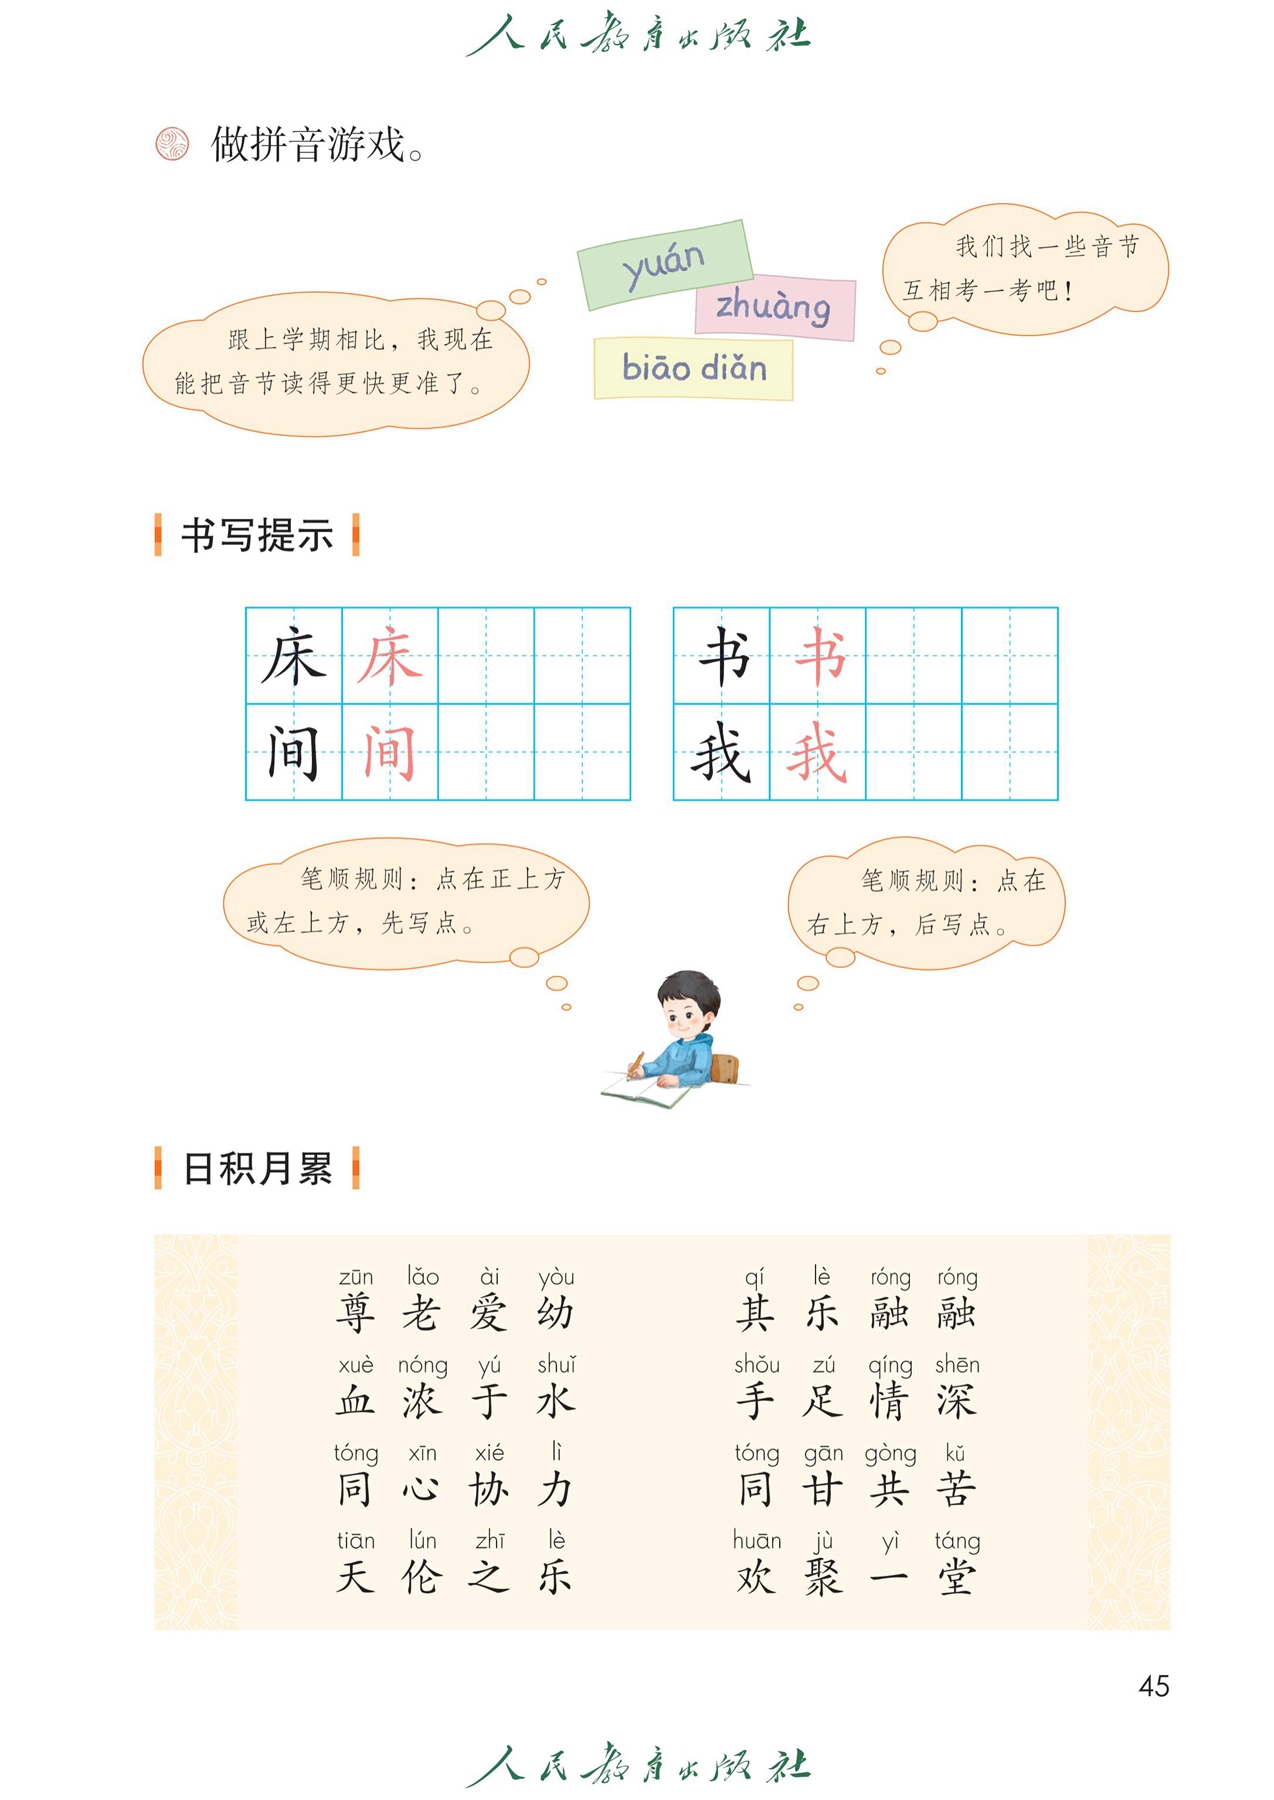 人民教育出版社
做拼音游戏。
yuán
zhuàng
biāo diǎn
我们找一些音节
互相考一考吧！
跟上学期相比，我现在
能把音节读得更快更准了。
书写提示
床 床 书 书
间 间 我 我
笔顺规则：点在正上方
或左上方，先写点。
笔顺规则：点在
右上方，后写点。
日积月累
zūn lǎo ài yòu qí lè róng róng
尊老爱幼 其乐融融
xuè nóng yú shuǐ shǒu zú qíng shēn
血浓于水 手足情深
tóng xīn xié lì tóng gān gòng kǔ
同心协力 同甘共苦
tiān lún zhī lè huān jù yì táng
天伦之乐 欢聚一堂
45
人民教育出版社